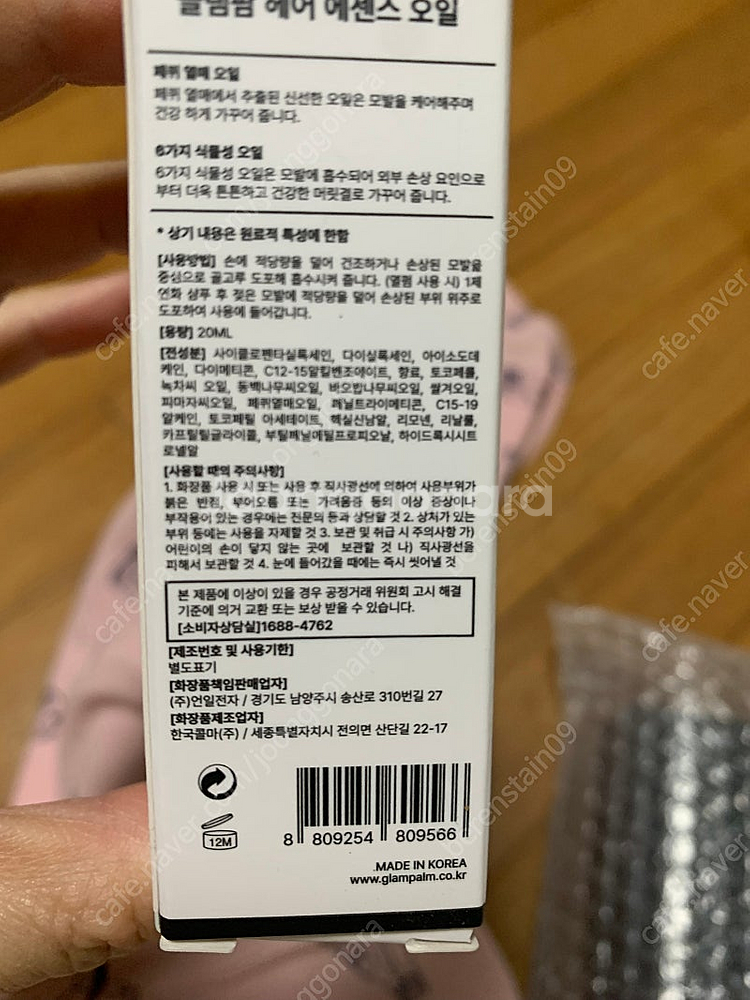 글램팜 헤어 에센스 오일
페퀴 열매 오일
페퀴 열매에서 추출된 신선한 오일은 모발을 케어해주며
건강 하게 가꾸어 줍니다.
6가지 식물성 오일
6가지 식물성 오일은 모발에 흡수되어 외부 손상 요인으로
부터 더욱 튼튼하고 건강한 머릿결로 가꾸어 줍니다.
* 상기 내용은 원료적 특성에 한함
[사용방법] 손에 적당량을 덜어 건조하거나 손상된 모발을
중심으로 골고루 도포해 흡수시켜 줍니다. (열펌 사용 시) 1제
연화 샴푸 후 젖은 모발에 적당량을 덜어 손상된 부위 위주로
도포하여 사용에 들어갑니다.
[용량] 20ML
[전성분] 사이클로펜타실록세인, 다이실록세인, 아이소도데
케인, 다이메티콘, C12-15알킬벤조에이트, 향료, 토코페롤,
녹차씨 오일, 동백나무씨오일, 바오밥나무씨오일, 쌀겨오일,
피마자씨오일, 페퀴열매오일, 페닐트라이메티콘, C15-19
알케인, 토코페릴 아세테이트, 헥실신남알, 리모넨, 리날룰,
카프릴릴글라이콜, 부틸페닐메틸프로피오날, 하이드록시시트
로넬알
[사용할 때의 주의사항]
1. 화장품 사용 시 또는 사용 후 직사광선에 의하여 사용부위가
붉은 반점, 부어오름 또는 가려움증 등의 이상 증상이나
부작용이 있는 경우에는 전문의 등과 상담할 것 2. 상처가 있는
부위 등에는 사용을 자제할 것 3. 보관 및 취급 시 주의사항 가)
어린이의 손이 닿지 않는 곳에 보관할 것 나) 직사광선을
피해서 보관할 것 4. 눈에 들어갔을 때에는 즉시 씻어낼 것
본 제품에 이상이 있을 경우 공정거래 위원회 고시 해결
기준에 의거 교환 또는 보상 받을 수 있습니다.
[소비자상담실]1688-4762
[제조번호 및 사용기한]
별도표기
[화장품책임판매업자]
(주)언일전자 / 경기도 남양주시 송산로 310번길 27
[화장품제조업자]
한국콜마(주) / 세종특별자치시 전의면 산단길 22-17
12M
8 809254 809566
MADE IN KOREA
www.glampalm.co.kr